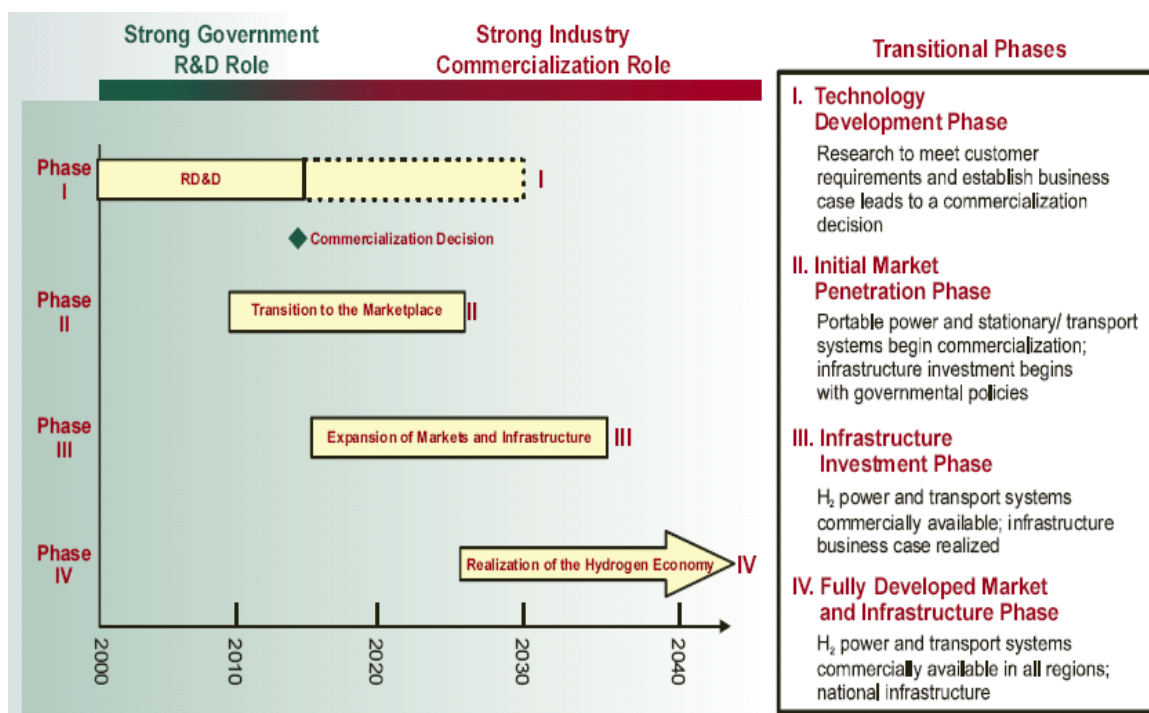 Strong Government
R&D Role
Strong Industry
Commercialization Role
Phase
I
RD&D
I
Commercialization Decision
Phase
II
Transition to the Marketplace
II
Phase
III
Expansion of Markets and Infrastructure
III
Phase
IV
Realization of the Hydrogen Economy
IV
2000
2010
2020
2030
2040
Transitional Phases
I. Technology
Development Phase
Research to meet customer
requirements and establish business
case leads to a commercialization
decision
II. Initial Market
Penetration Phase
Portable power and stationary/ transport
systems begin commercialization;
infrastructure investment begins
with governmental policies
III. Infrastructure
Investment Phase
H₂ power and transport systems
commercially available; infrastructure
business case realized
IV. Fully Developed Market
and Infrastructure Phase
H₂ power and transport systems
commercially available in all regions;
national infrastructure